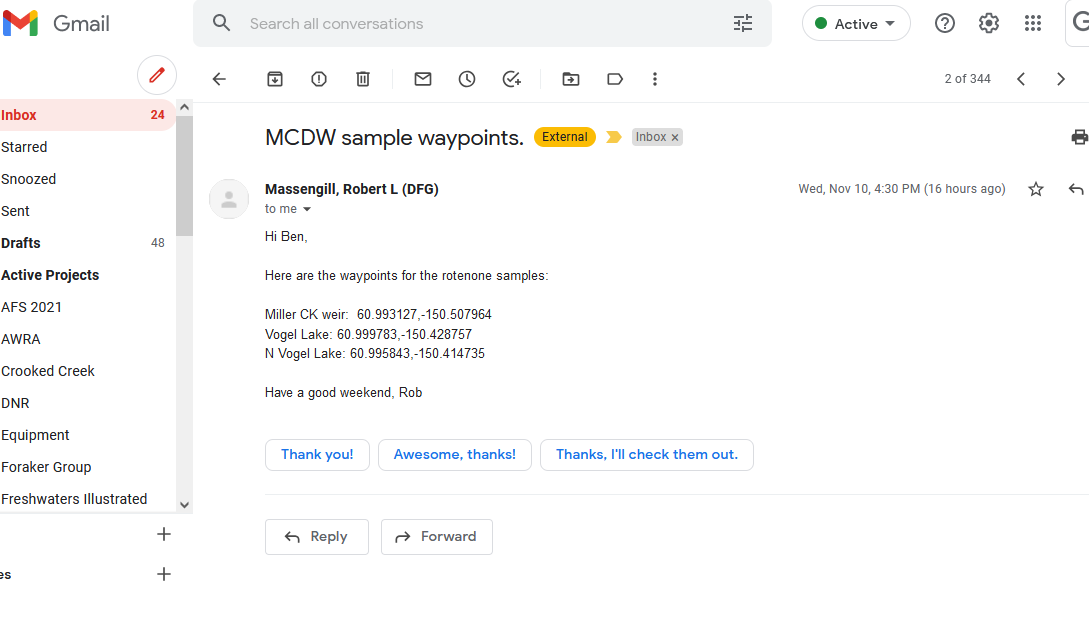 Gmail
Search all conversations
Active
2 of 344
Inbox 24
Starred
Snoozed
Sent
Drafts 48
Active Projects
AFS 2021
AWRA
Crooked Creek
DNR
Equipment
Foraker Group
Freshwaters Illustrated
es
MCDW sample waypoints. External Inbox x
Massengill, Robert L (DFG) Wed, Nov 10, 4:30 PM (16 hours ago)
to me
Hi Ben,
Here are the waypoints for the rotenone samples:
Miller CK weir:  60.993127,-150.507964
Vogel Lake: 60.999783,-150.428757
N Vogel Lake: 60.995843,-150.414735
Have a good weekend, Rob
Thank you! Awesome, thanks! Thanks, I'll check them out.
Reply Forward